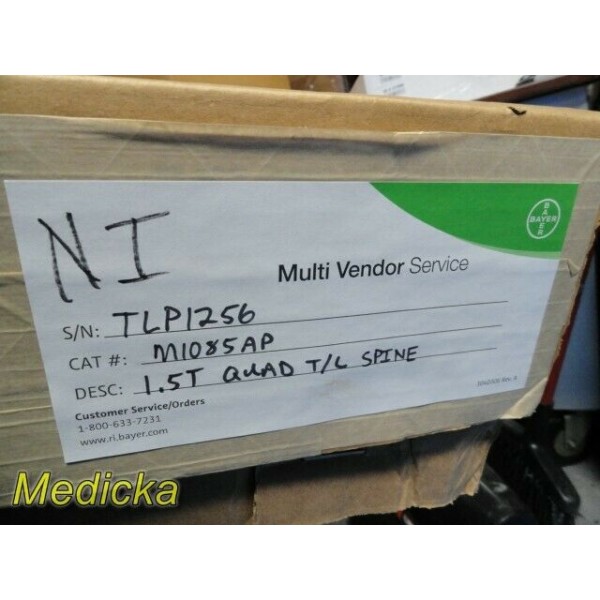 NI
BAYER
BAYER
Multi Vendor Service
S/N: TLP1256
CAT #: M1085AP
DESC: 1.5T QUAD T/L SPINE
Customer Service/Orders
1-800-633-7231
www.ri.bayer.com
Medicka